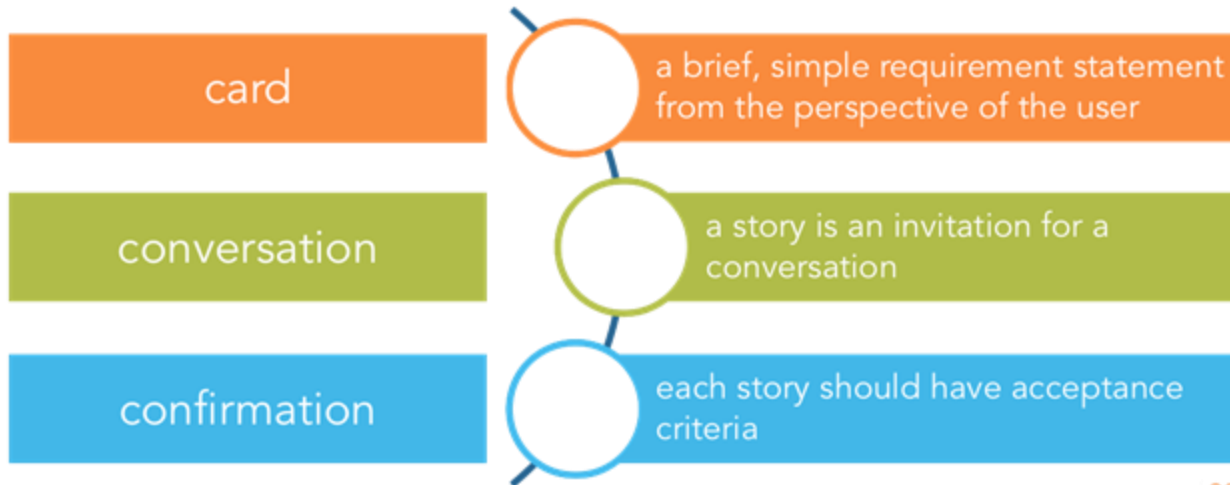 card
a brief, simple requirement statement
from the perspective of the user
conversation
a story is an invitation for a
conversation
confirmation
each story should have acceptance
criteria